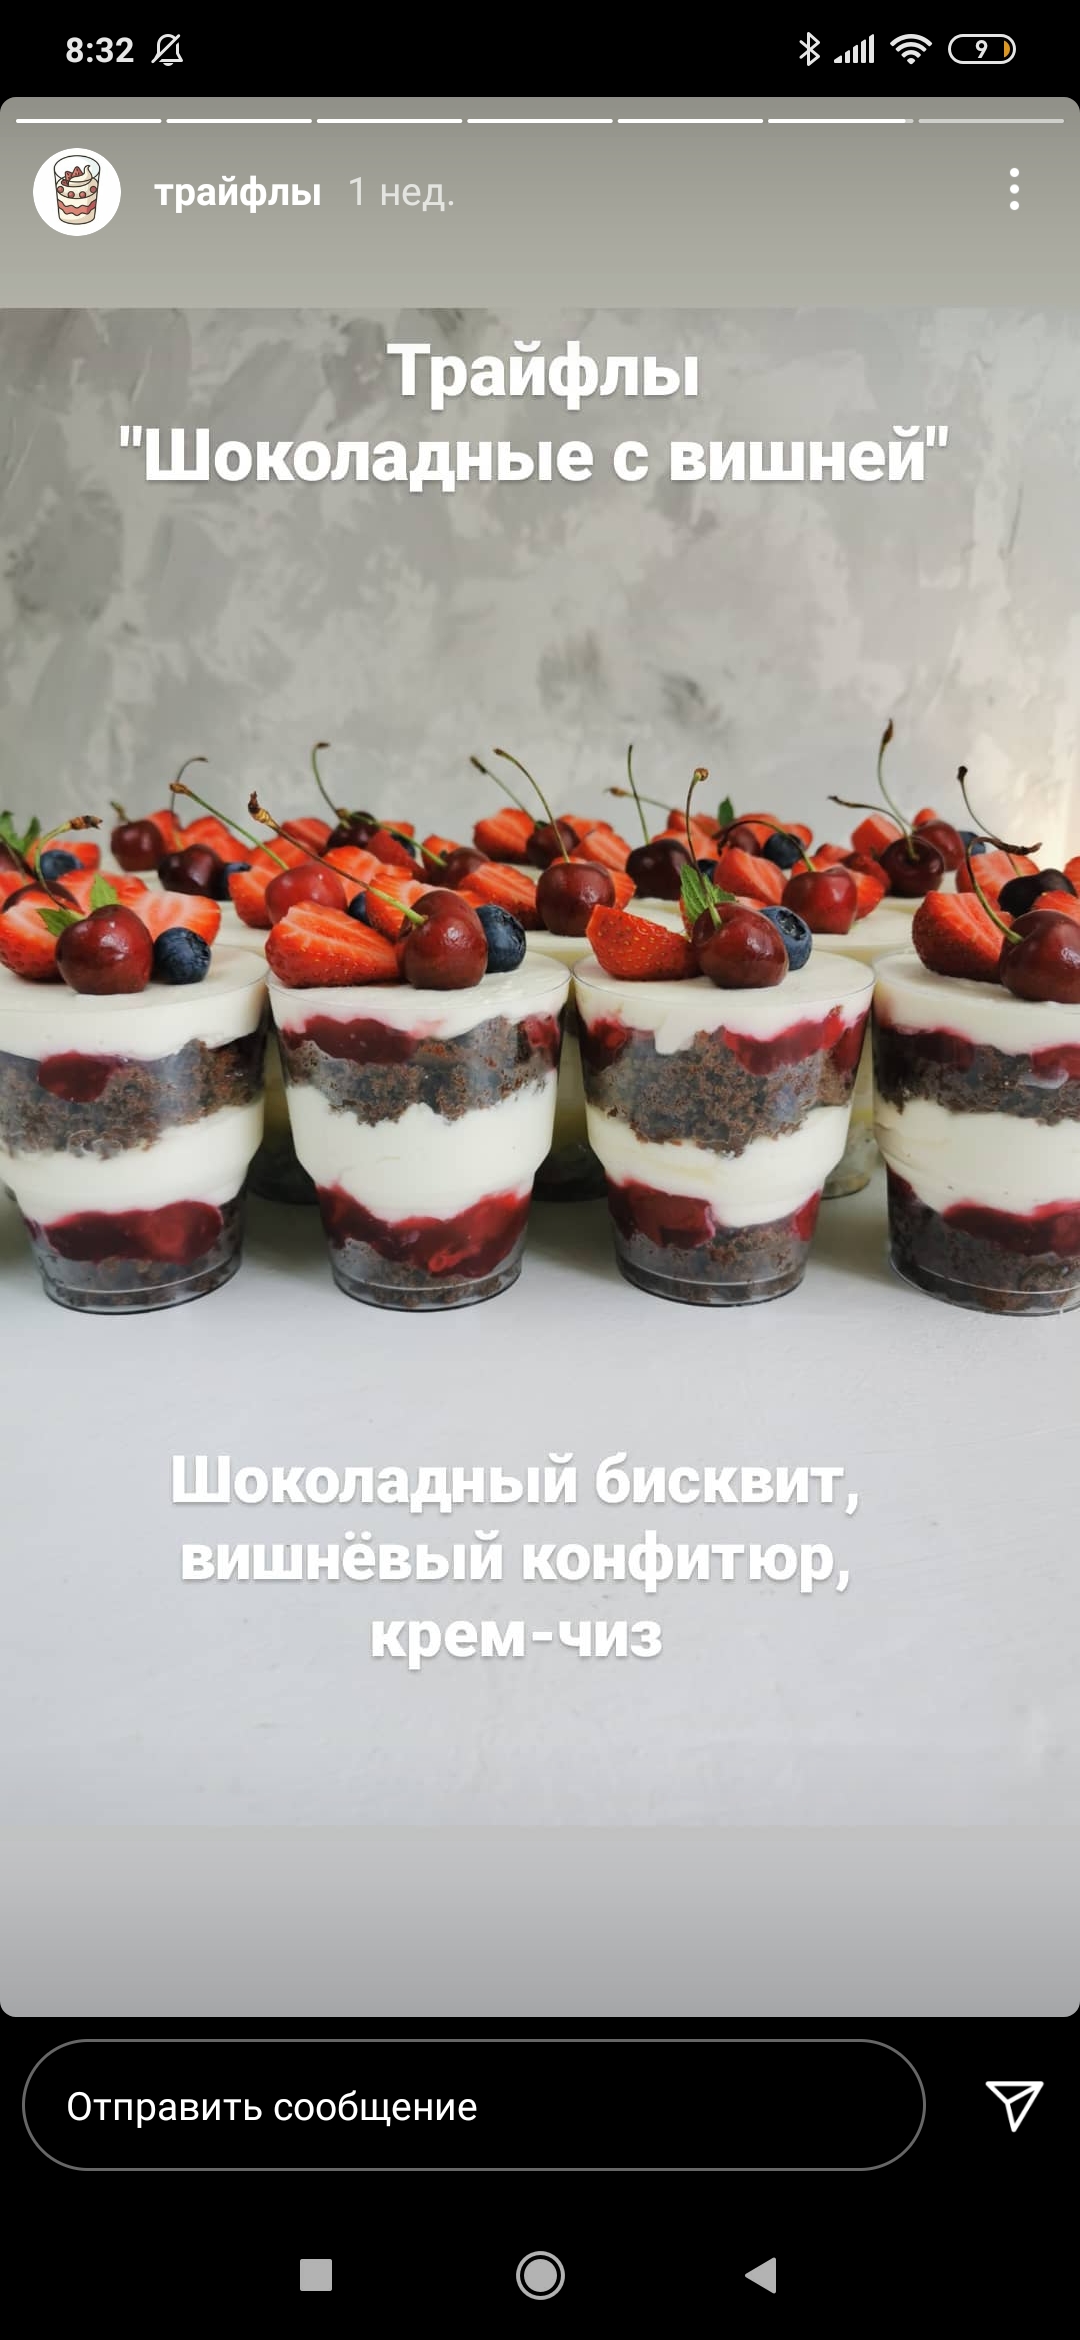 8:32
9
трайфлы 1 нед.
Трайфлы
"Шоколадные с вишней"
Шоколадный бисквит,
вишнёвый конфитюр,
крем-чиз
Отправить сообщение